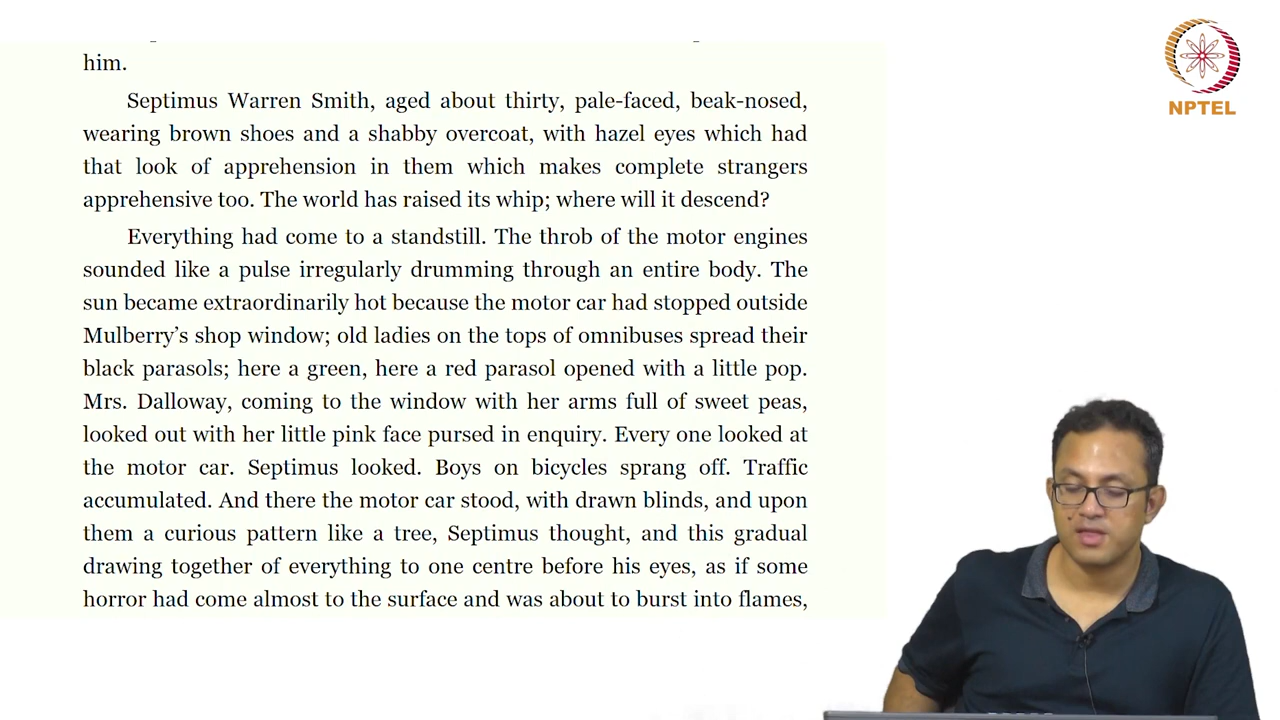 him.
Septimus Warren Smith, aged about thirty, pale-faced, beak-nosed,
wearing brown shoes and a shabby overcoat, with hazel eyes which had
that look of apprehension in them which makes complete strangers
apprehensive too. The world has raised its whip; where will it descend?
Everything had come to a standstill. The throb of the motor engines
sounded like a pulse irregularly drumming through an entire body. The
sun became extraordinarily hot because the motor car had stopped outside
Mulberry’s shop window; old ladies on the tops of omnibuses spread their
black parasols; here a green, here a red parasol opened with a little pop.
Mrs. Dalloway, coming to the window with her arms full of sweet peas,
looked out with her little pink face pursed in enquiry. Every one looked at
the motor car. Septimus looked. Boys on bicycles sprang off. Traffic
accumulated. And there the motor car stood, with drawn blinds, and upon
them a curious pattern like a tree, Septimus thought, and this gradual
drawing together of everything to one centre before his eyes, as if some
horror had come almost to the surface and was about to burst into flames,
NPTEL